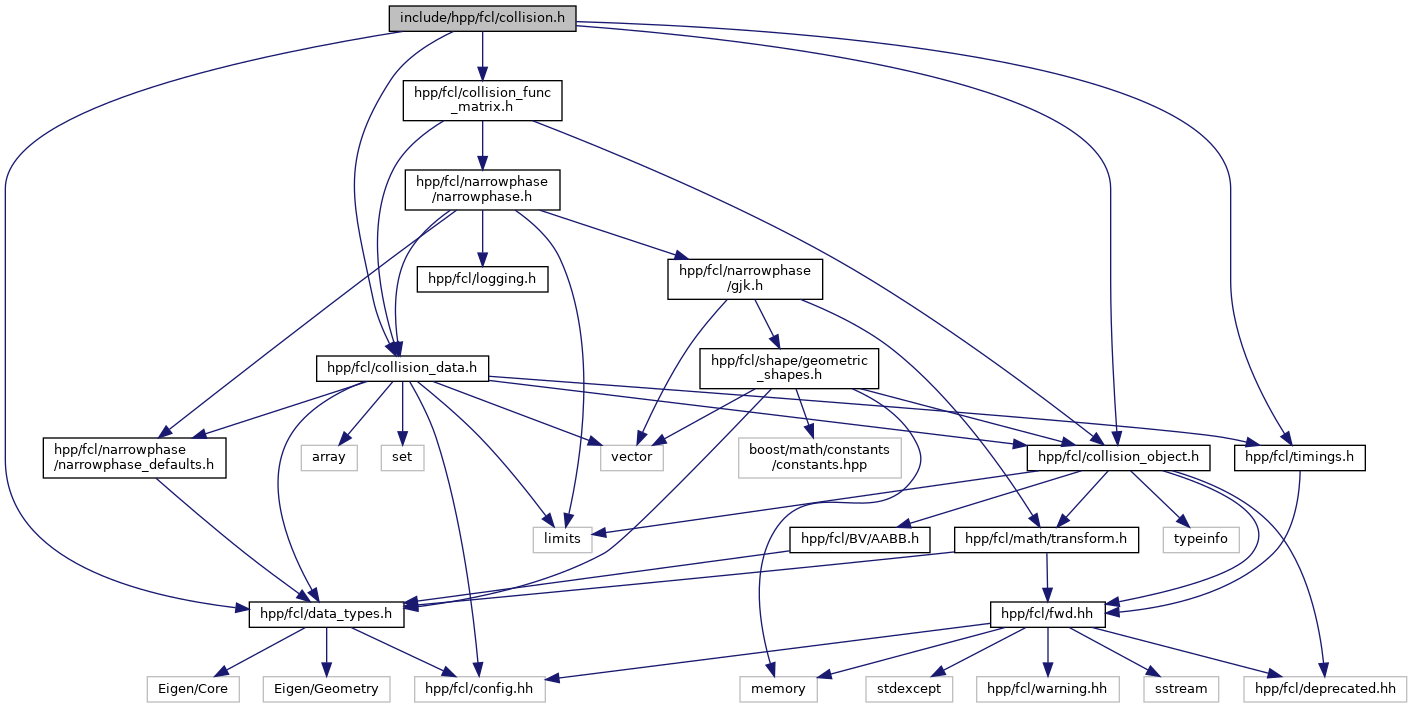 include/hpp/fcl/collision.h
hpp/fcl/collision_func
_matrix.h
hpp/fcl/narrowphase
/narrowphase.h
hpp/fcl/logging.h
hpp/fcl/narrowphase
/gjk.h
hpp/fcl/collision_data.h
hpp/fcl/shape/geometric
_shapes.h
hpp/fcl/narrowphase
/narrowphase_defaults.h
array
set
vector
boost/math/constants
/constants.hpp
hpp/fcl/collision_object.h
hpp/fcl/timings.h
limits
hpp/fcl/BV/AABB.h
hpp/fcl/math/transform.h
typeinfo
hpp/fcl/data_types.h
hpp/fcl/fwd.hh
Eigen/Core
Eigen/Geometry
hpp/fcl/config.hh
memory
stdexcept
hpp/fcl/warning.hh
sstream
hpp/fcl/deprecated.hh